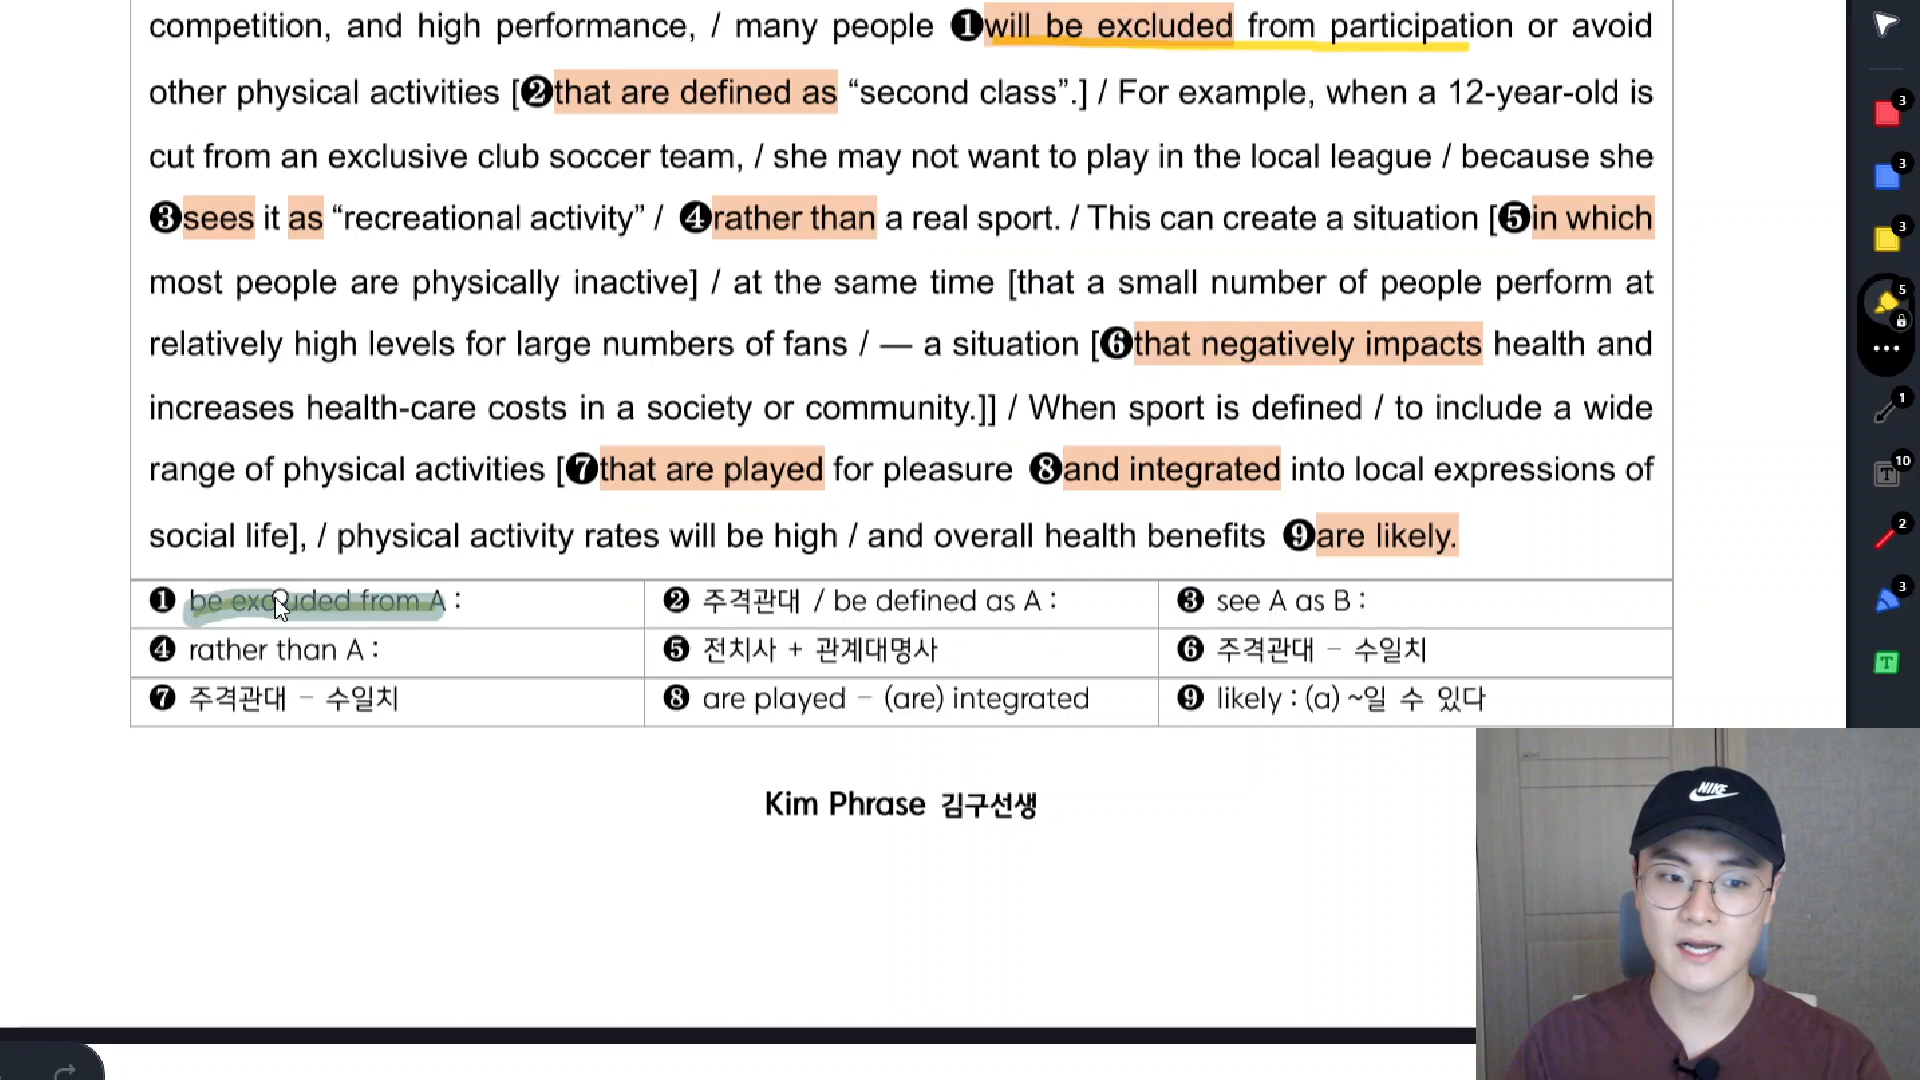 competition, and high performance, / many people ❶will be excluded from participation or avoid
other physical activities [❷that are defined as “second class”.] / For example, when a 12-year-old is
cut from an exclusive club soccer team, / she may not want to play in the local league / because she
❸sees it as “recreational activity” / ❹rather than a real sport. / This can create a situation [❺in which
most people are physically inactive] / at the same time [that a small number of people perform at
relatively high levels for large numbers of fans / — a situation [❻that negatively impacts health and
increases health-care costs in a society or community.]] / When sport is defined / to include a wide
range of physical activities [❼that are played for pleasure ❽and integrated into local expressions of
social life], / physical activity rates will be high / and overall health benefits ❾are likely.
❶ be excluded from A : ❷ 주격관대 / be defined as A : ❸ see A as B :
❹ rather than A : ❺ 전치사 + 관계대명사 ❻ 주격관대 – 수일치
❼ 주격관대 – 수일치 ❽ are played – (are) integrated ❾ likely : (a) ~일 수 있다
Kim Phrase 김구선생
3
3
3
5
1
T 10
2
3
T
NIKE